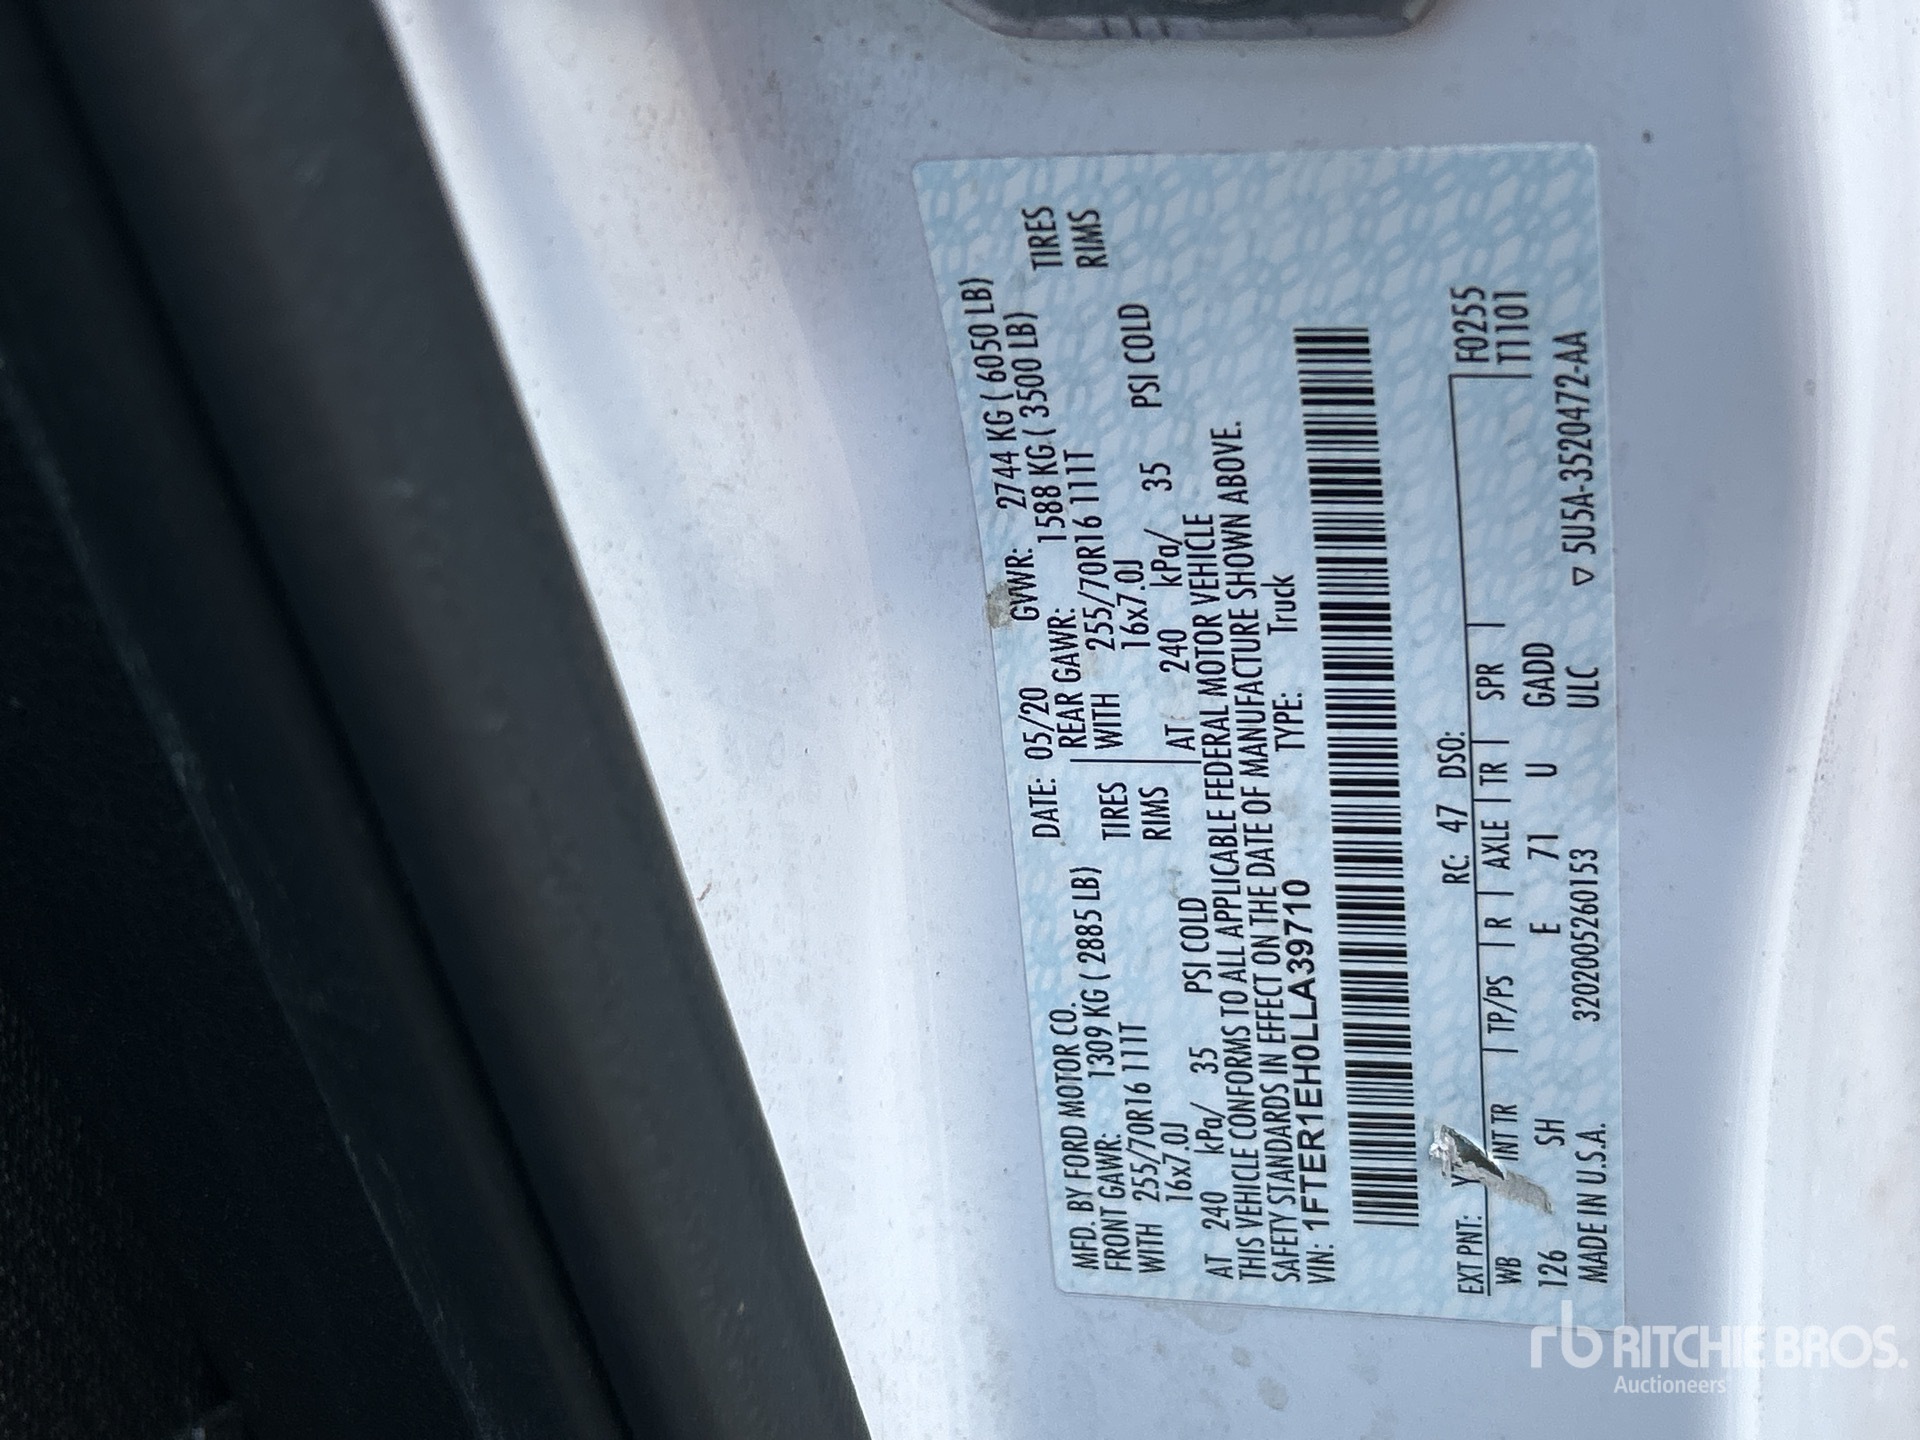 MFD. BY FORD MOTOR CO.
DATE: 05/20 GVWR: 2744 KG ( 6050 LB)
FRONT GAWR: 1309 KG ( 2885 LB)
REAR GAWR: 1588 KG ( 3500 LB)
WITH 255/70R16 111T TIRES
WITH 255/70R16 111T TIRES
16x7.0J RIMS
16x7.0J RIMS
AT 240 kPa/ 35 PSI COLD
AT 240 kPa/ 35 PSI COLD
THIS VEHICLE CONFORMS TO ALL APPLICABLE FEDERAL MOTOR VEHICLE
SAFETY STANDARDS IN EFFECT ON THE DATE OF MANUFACTURE SHOWN ABOVE.
VIN: 1FTER1EH0LLA39710 TYPE: Truck
EXT PNT: RC: 47 DSO:
WB INT TR TP/PS R AXLE TR SPR F0255
126 SH E 71 U GADD T1101
MADE IN U.S.A. 3202005260153 ULC ▽ 5U5A-3520472-AA
rb RITCHIE BROS.
Auctioneers